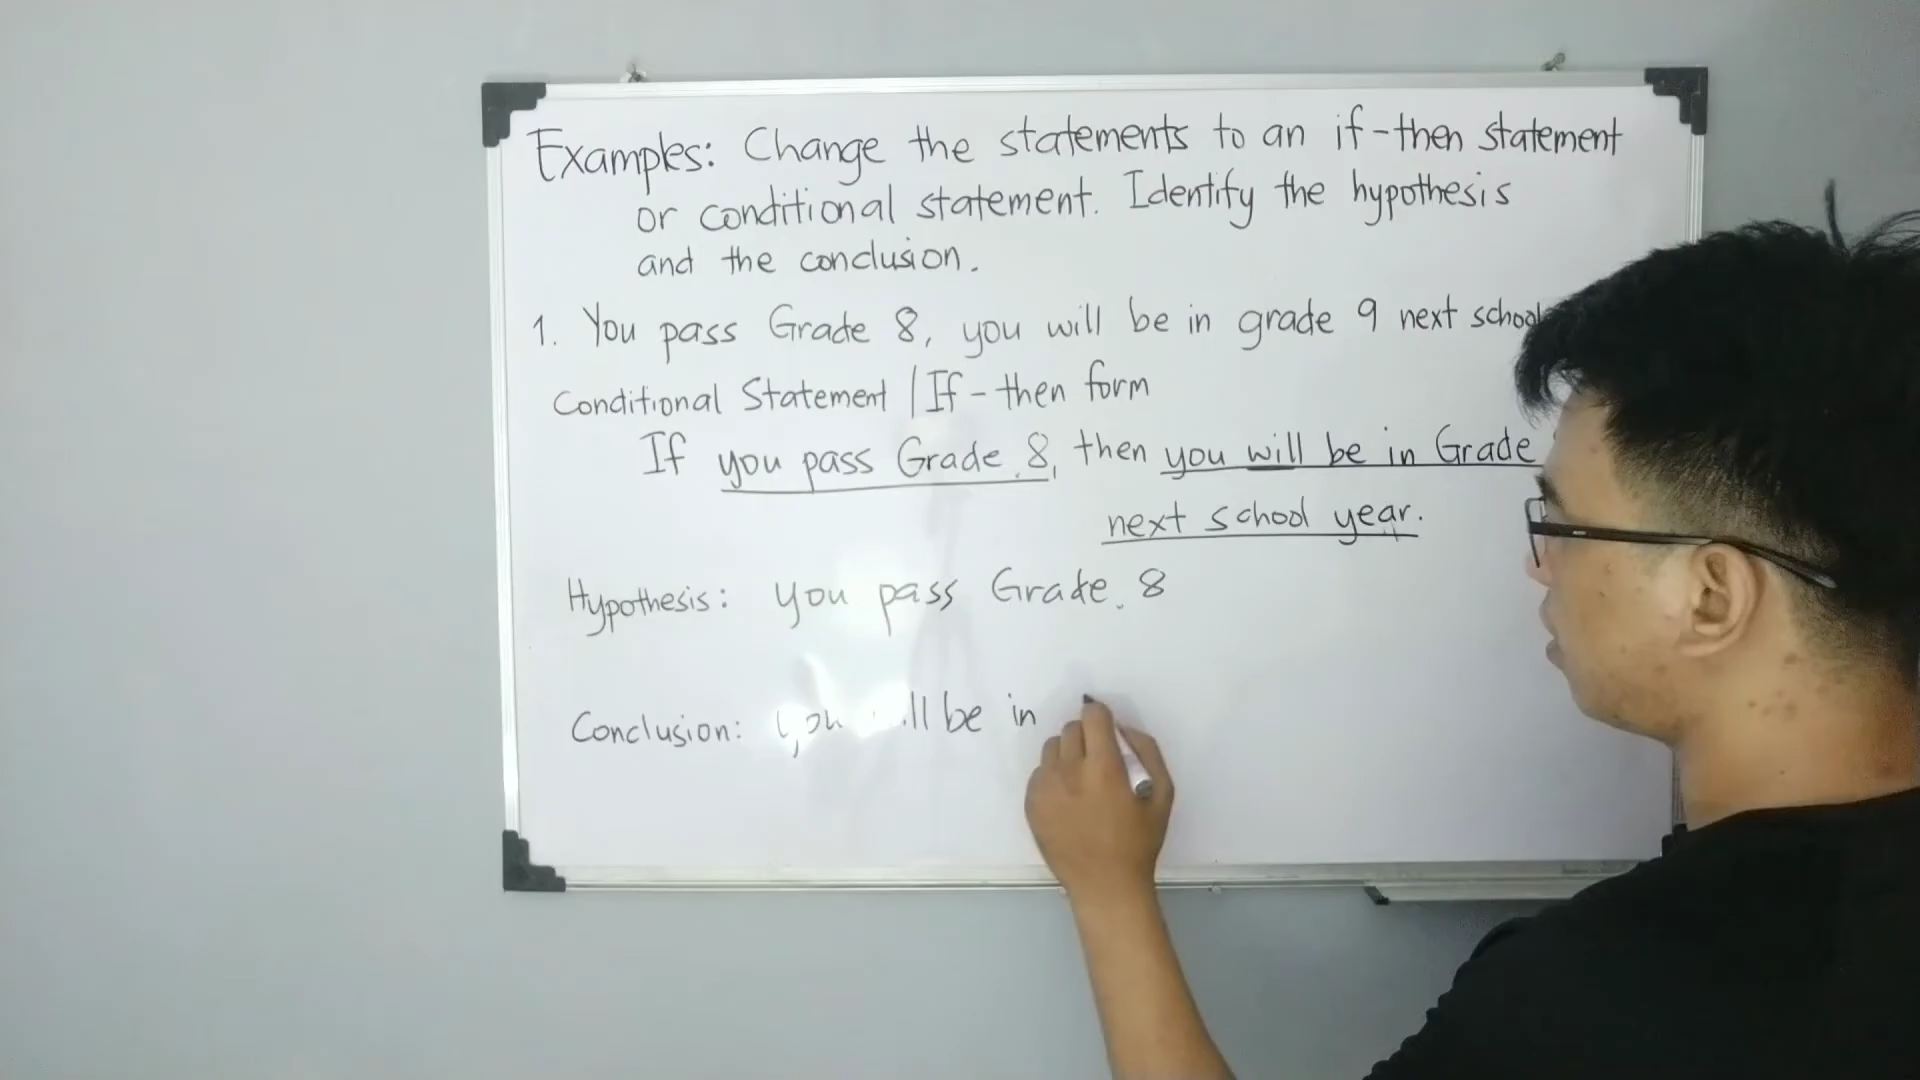 Examples: Change the statements to an if-then statement
or conditional statement. Identify the hypothesis
and the conclusion.
1. You pass Grade 8, you will be in grade 9 next school
Conditional Statement | If-then form
If you pass Grade 8, then you will be in Grade
next school year.
Hypothesis: you pass Grade 8
Conclusion: you will be in